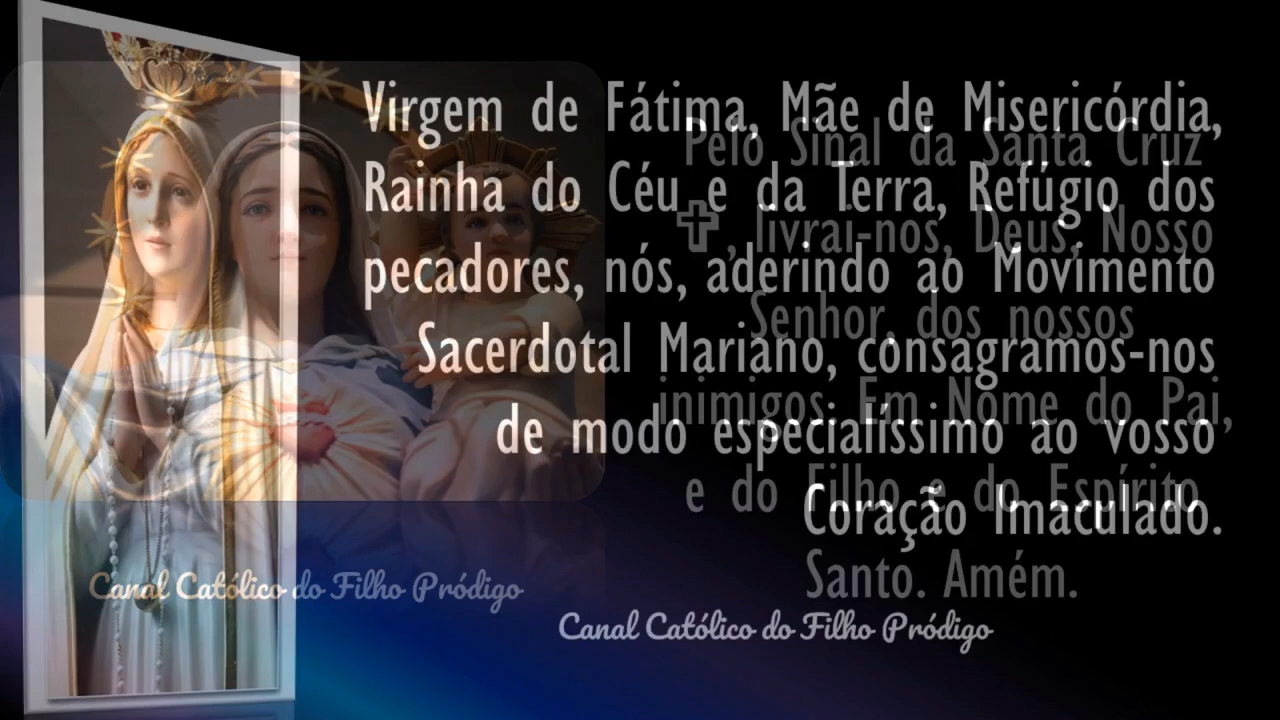 Virgem de Fátima, Mãe de Misericórdia,
Rainha do Céu e da Terra, Refúgio dos
pecadores, nós, aderindo ao Movimento
Sacerdotal Mariano, consagramos-nos
de modo especialíssimo ao vosso
Coração Imaculado.
Pelo Sinal da Santa Cruz
✞, livrai-nos, Deus, Nosso
Senhor, dos nossos
inimigos. Em Nome do Pai,
e do Filho e do Espírito
Santo. Amém.
Canal Católico do Filho Pródigo
Canal Católico do Filho Pródigo